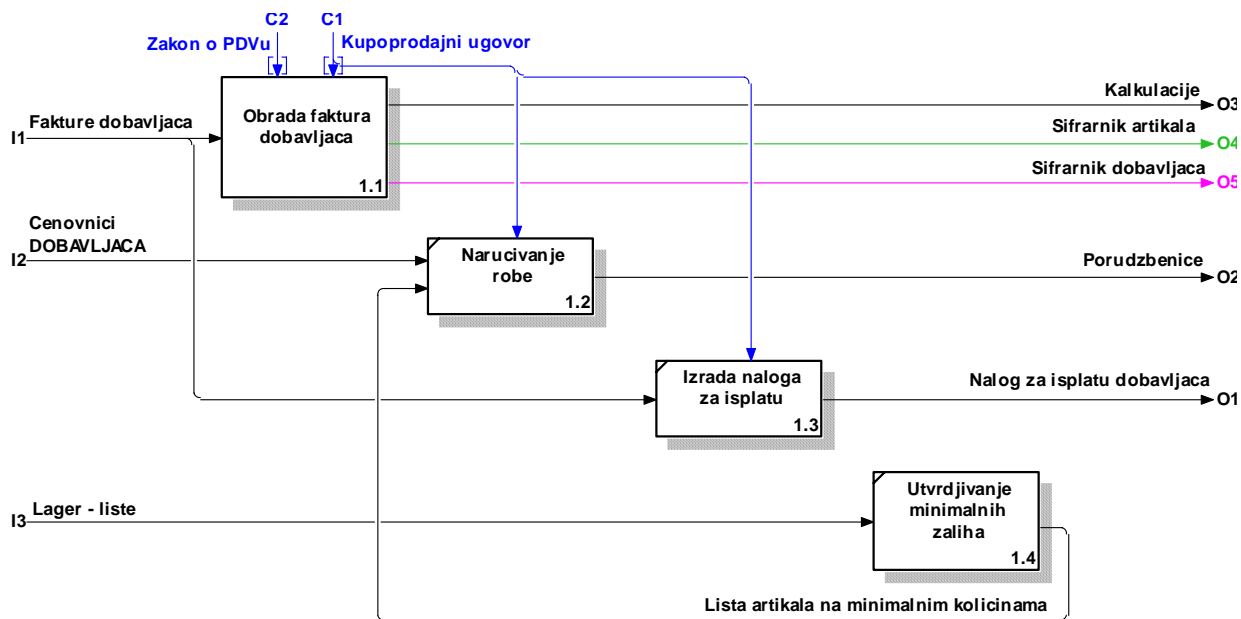 C2
C1
Zakon o PDVu
Kupoprodajni ugovor
I1
Fakture dobavljaca
Obrada faktura
dobavljaca
1.1
Kalkulacije
O3
Sifrarnik artikala
O4
Sifrarnik dobavljaca
O5
Cenovnici
DOBAVLJACA
I2
Narucivanje
robe
1.2
Porudzbenice
O2
Izrada naloga
za isplatu
1.3
Nalog za isplatu dobavljaca
O1
I3
Lager - liste
Utvrdjivanje
minimalnih
zaliha
1.4
Lista artikala na minimalnim kolicinama